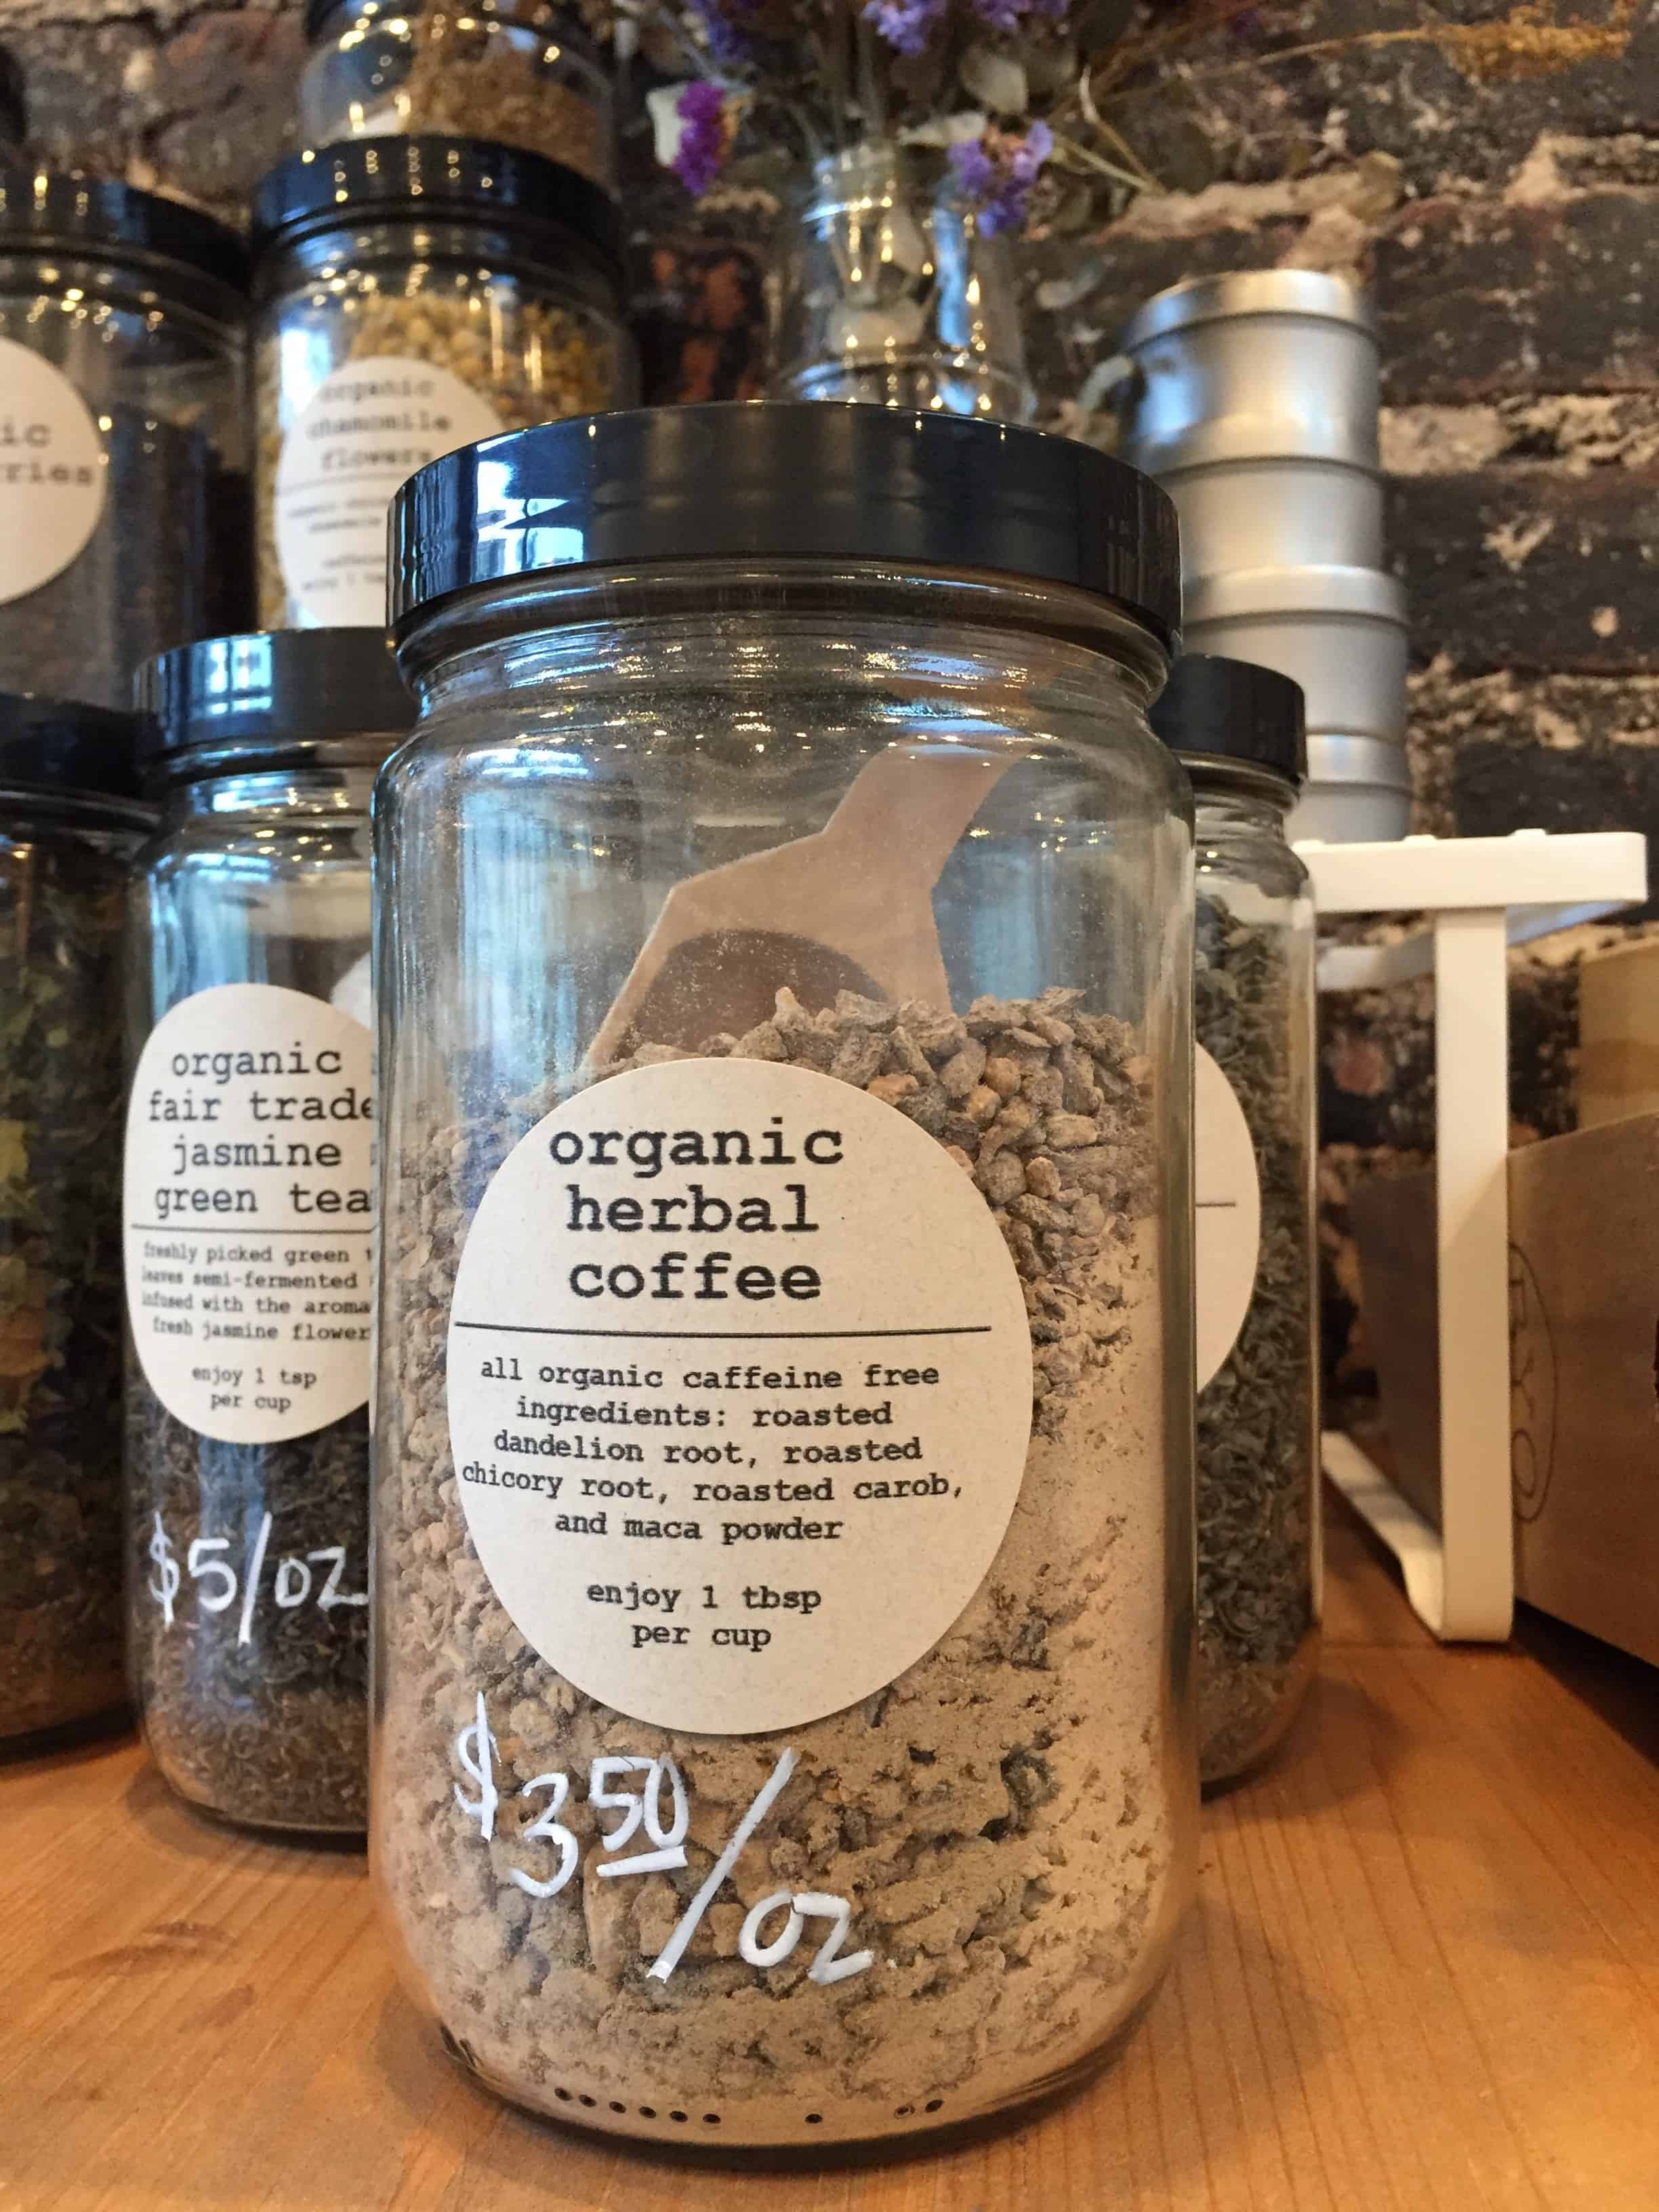 organic
chamomile
flowers
organic
fair trade
jasmine
green tea
freshly picked green
leaves semi-fermented
infused with the aroma
fresh jasmine flower
enjoy 1 tsp
per cup
$5/oz
organic
herbal
coffee
all organic caffeine free
ingredients: roasted
dandelion root, roasted
chicory root, roasted carob,
and maca powder
enjoy 1 tbsp
per cup
$3 50/oz